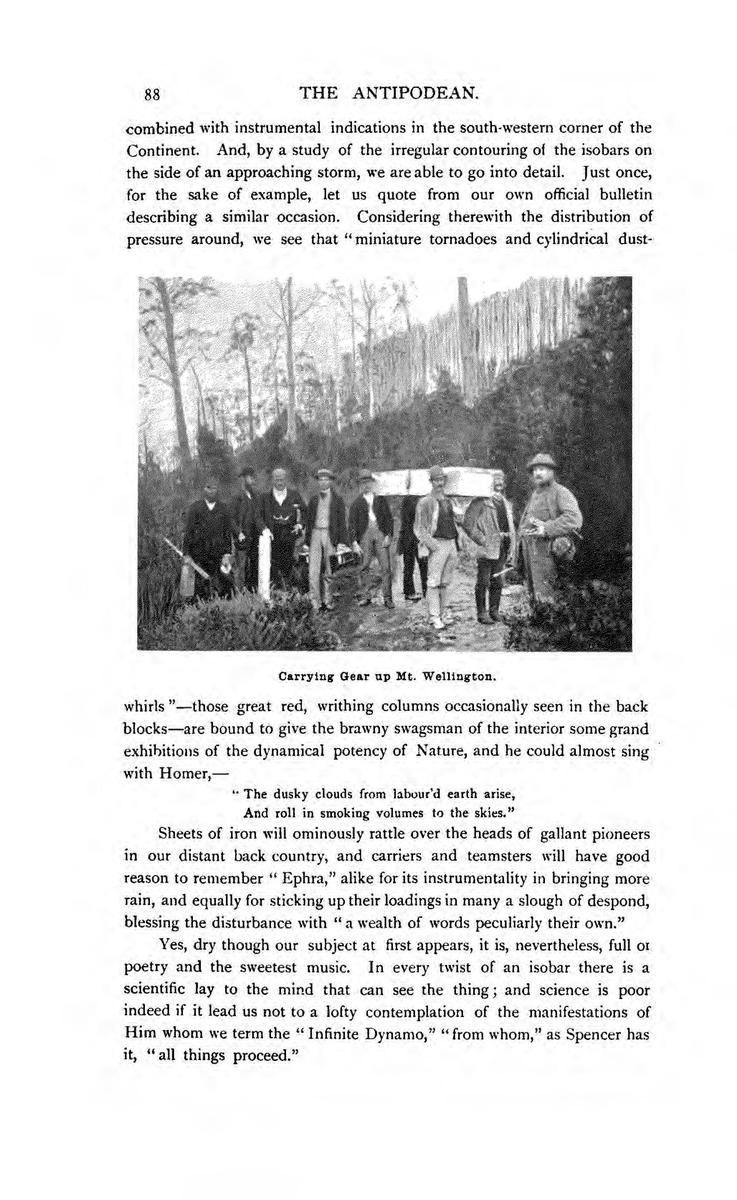 88 THE ANTIPODEAN.
combined with instrumental indications in the south-western corner of the
Continent. And, by a study of the irregular contouring of the isobars on
the side of an approaching storm, we are able to go into detail. Just once,
for the sake of example, let us quote from our own official bulletin
describing a similar occasion. Considering therewith the distribution of
pressure around, we see that “ miniature tornadoes and cylindrical dust-
Carrying Gear up Mt. Wellington.
whirls ”—those great red, writhing columns occasionally seen in the back
blocks—are bound to give the brawny swagsman of the interior some grand
exhibitions of the dynamical potency of Nature, and he could almost sing
with Homer,—
“ The dusky clouds from labour’d earth arise,
And roll in smoking volumes to the skies.”
Sheets of iron will ominously rattle over the heads of gallant pioneers
in our distant back country, and carriers and teamsters will have good
reason to remember “ Ephra,” alike for its instrumentality in bringing more
rain, and equally for sticking up their loadings in many a slough of despond,
blessing the disturbance with “ a wealth of words peculiarly their own.”
Yes, dry though our subject at first appears, it is, nevertheless, full of
poetry and the sweetest music. In every twist of an isobar there is a
scientific lay to the mind that can see the thing ; and science is poor
indeed if it lead us not to a lofty contemplation of the manifestations of
Him whom we term the “ Infinite Dynamo,” “ from whom,” as Spencer has
it, “ all things proceed.”